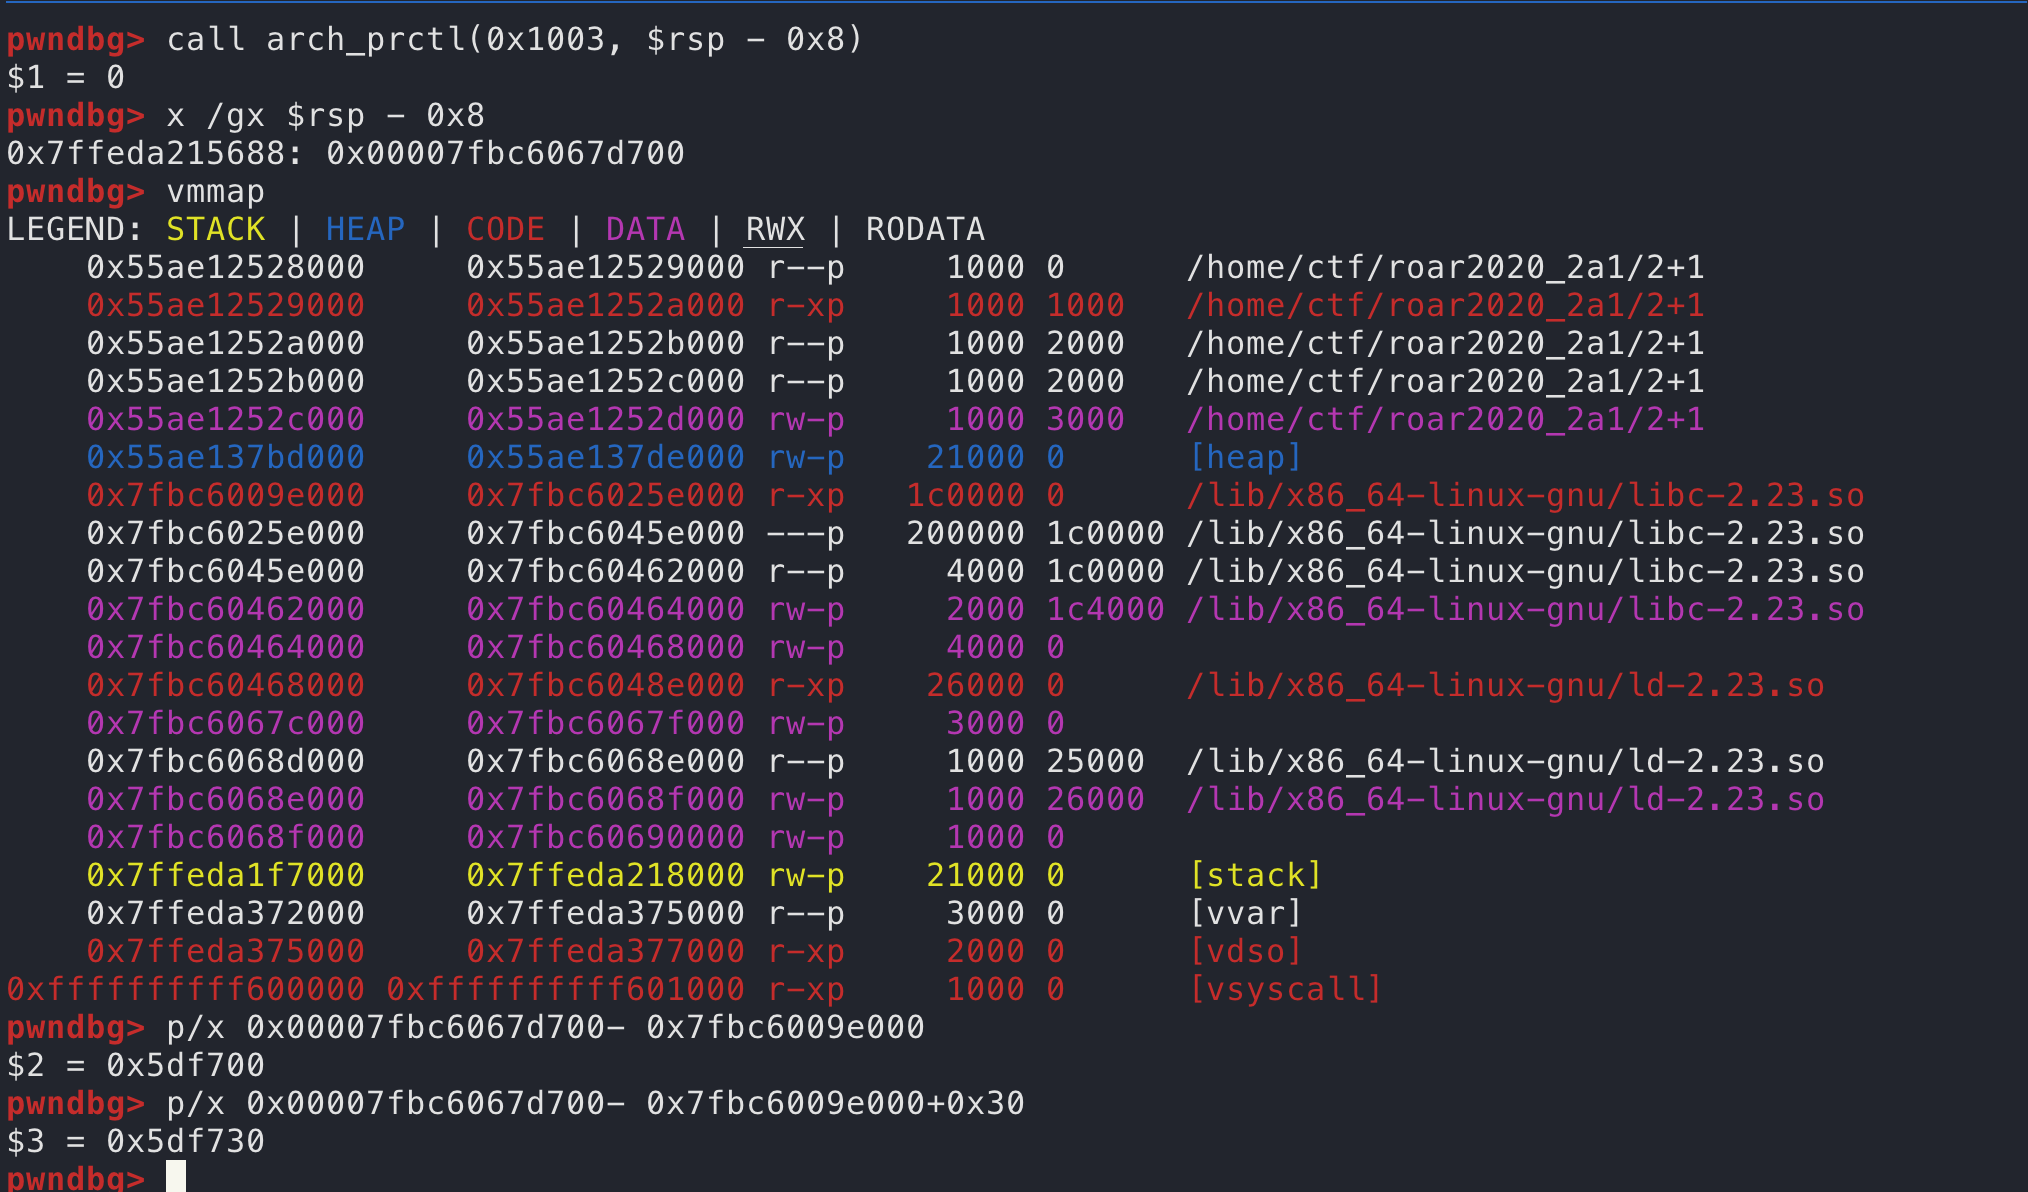 pwndbg> call arch_prctl(0x1003, $rsp - 0x8)
$1 = 0
pwndbg> x /gx $rsp - 0x8
0x7ffeda215688: 0x00007fbc6067d700
pwndbg> vmmap
LEGEND: STACK | HEAP | CODE | DATA | RWX | RODATA
    0x55ae12528000     0x55ae12529000 r--p     1000 0      /home/ctf/roar2020_2a1/2+1
    0x55ae12529000     0x55ae1252a000 r-xp     1000 1000   /home/ctf/roar2020_2a1/2+1
    0x55ae1252a000     0x55ae1252b000 r--p     1000 2000   /home/ctf/roar2020_2a1/2+1
    0x55ae1252b000     0x55ae1252c000 r--p     1000 2000   /home/ctf/roar2020_2a1/2+1
    0x55ae1252c000     0x55ae1252d000 rw-p     1000 3000   /home/ctf/roar2020_2a1/2+1
    0x55ae137bd000     0x55ae137de000 rw-p    21000 0      [heap]
    0x7fbc6009e000     0x7fbc6025e000 r-xp   1c0000 0      /lib/x86_64-linux-gnu/libc-2.23.so
    0x7fbc6025e000     0x7fbc6045e000 ---p   200000 1c0000 /lib/x86_64-linux-gnu/libc-2.23.so
    0x7fbc6045e000     0x7fbc60462000 r--p     4000 1c0000 /lib/x86_64-linux-gnu/libc-2.23.so
    0x7fbc60462000     0x7fbc60464000 rw-p     2000 1c4000 /lib/x86_64-linux-gnu/libc-2.23.so
    0x7fbc60464000     0x7fbc60468000 rw-p     4000 0
    0x7fbc60468000     0x7fbc6048e000 r-xp    26000 0      /lib/x86_64-linux-gnu/ld-2.23.so
    0x7fbc6067c000     0x7fbc6067f000 rw-p     3000 0
    0x7fbc6068d000     0x7fbc6068e000 r--p     1000 25000  /lib/x86_64-linux-gnu/ld-2.23.so
    0x7fbc6068e000     0x7fbc6068f000 rw-p     1000 26000  /lib/x86_64-linux-gnu/ld-2.23.so
    0x7fbc6068f000     0x7fbc60690000 rw-p     1000 0
    0x7ffeda1f7000     0x7ffeda218000 rw-p    21000 0      [stack]
    0x7ffeda372000     0x7ffeda375000 r--p     3000 0      [vvar]
    0x7ffeda375000     0x7ffeda377000 r-xp     2000 0      [vdso]
0xffffffffff600000 0xffffffffff601000 r-xp     1000 0      [vsyscall]
pwndbg> p/x 0x00007fbc6067d700- 0x7fbc6009e000
$2 = 0x5df700
pwndbg> p/x 0x00007fbc6067d700- 0x7fbc6009e000+0x30
$3 = 0x5df730
pwndbg>